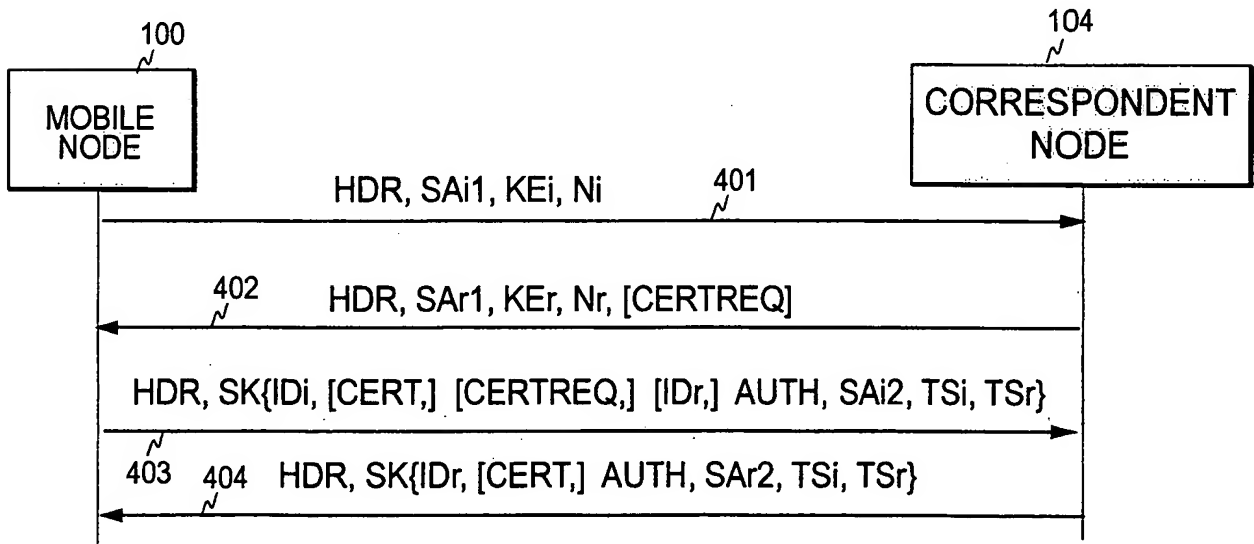 100
104
MOBILE
NODE
CORRESPONDENT
NODE
HDR, SAi1, KEi, Ni
401
402
HDR, SAr1, KEr, Nr, [CERTREQ]
HDR, SK{IDi, [CERT,] [CERTREQ,] [IDr,] AUTH, SAi2, TSi, TSr}
403
404
HDR, SK{IDr, [CERT,] AUTH, SAr2, TSi, TSr}